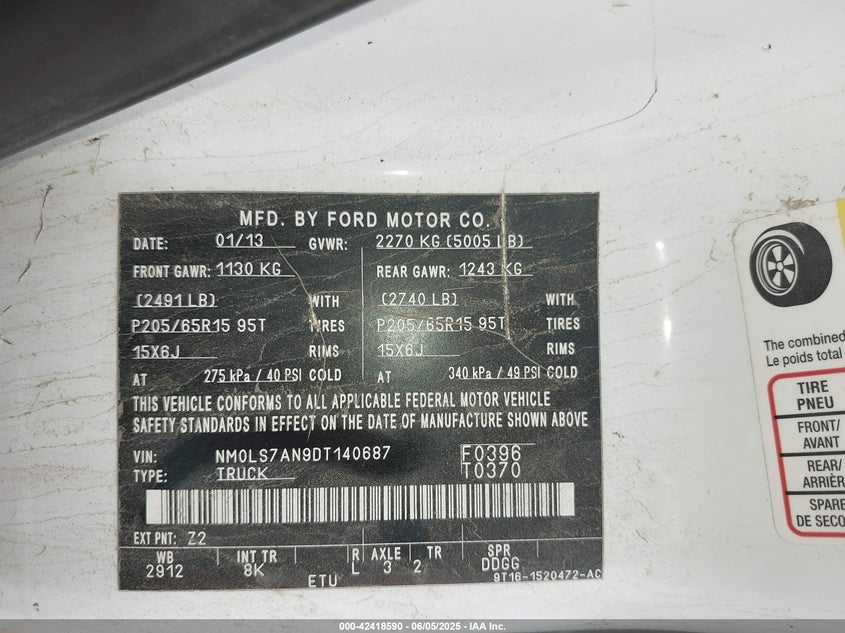 MFD. BY FORD MOTOR CO.
DATE: 01/13 GVWR: 2270 KG (5005 LB)
FRONT GAWR: 1130 KG REAR GAWR: 1243 KG
(2491 LB) WITH (2740 LB) WITH
P205/65R15 95T TIRES P205/65R15 95T TIRES
15X6J RIMS 15X6J RIMS
AT 275 kPa / 40 PSI COLD AT 340 kPa / 49 PSI COLD
THIS VEHICLE CONFORMS TO ALL APPLICABLE FEDERAL MOTOR VEHICLE
SAFETY STANDARDS IN EFFECT ON THE DATE OF MANUFACTURE SHOWN ABOVE
VIN: NM0LS7AN9DT140687 F0396
TYPE: TRUCK T0370
EXT PNT: Z2
WB INT TR R AXLE TR SPR
2912 8K L 3 2 DDGG
ETU 9T16-1520472-AC
The combined
Le poids total
TIRE
PNEU
FRONT/
AVANT
REAR/
ARRIÈR
SPARE
DE SECO
000-42418590 - 06/05/2025 - IAA Inc.